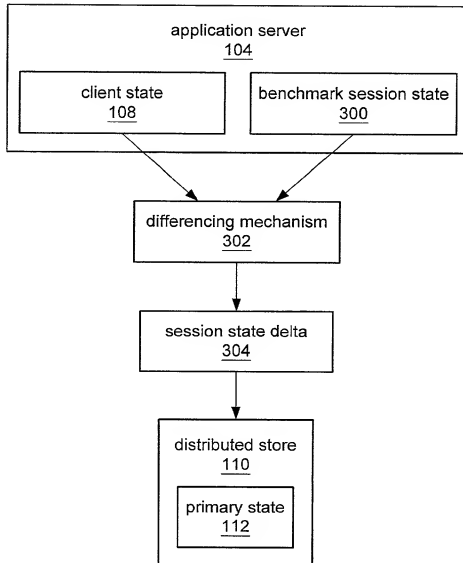 application server
104
client state
108
benchmark session state
300
differencing mechanism
302
session state delta
304
distributed store
110
primary state
112